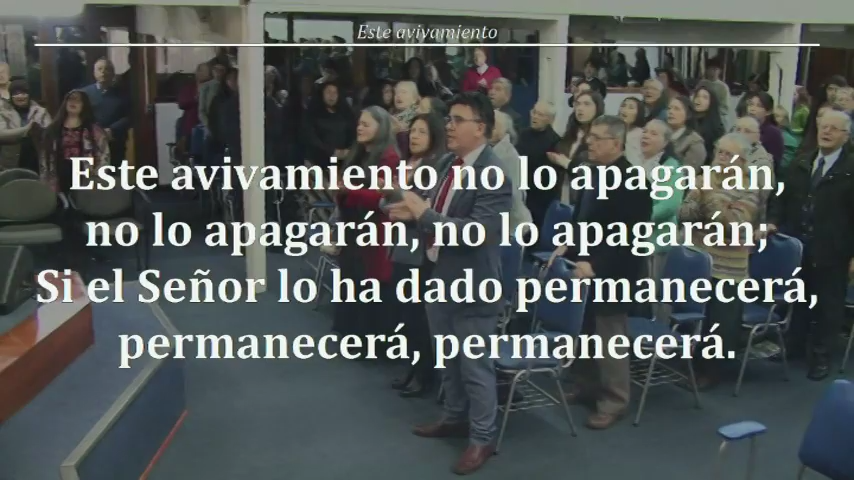 Este avivamiento
Este avivamiento no lo apagarán,
no lo apagarán, no lo apagarán;
Si el Señor lo ha dado permanecerá,
permanecerá, permanecerá.